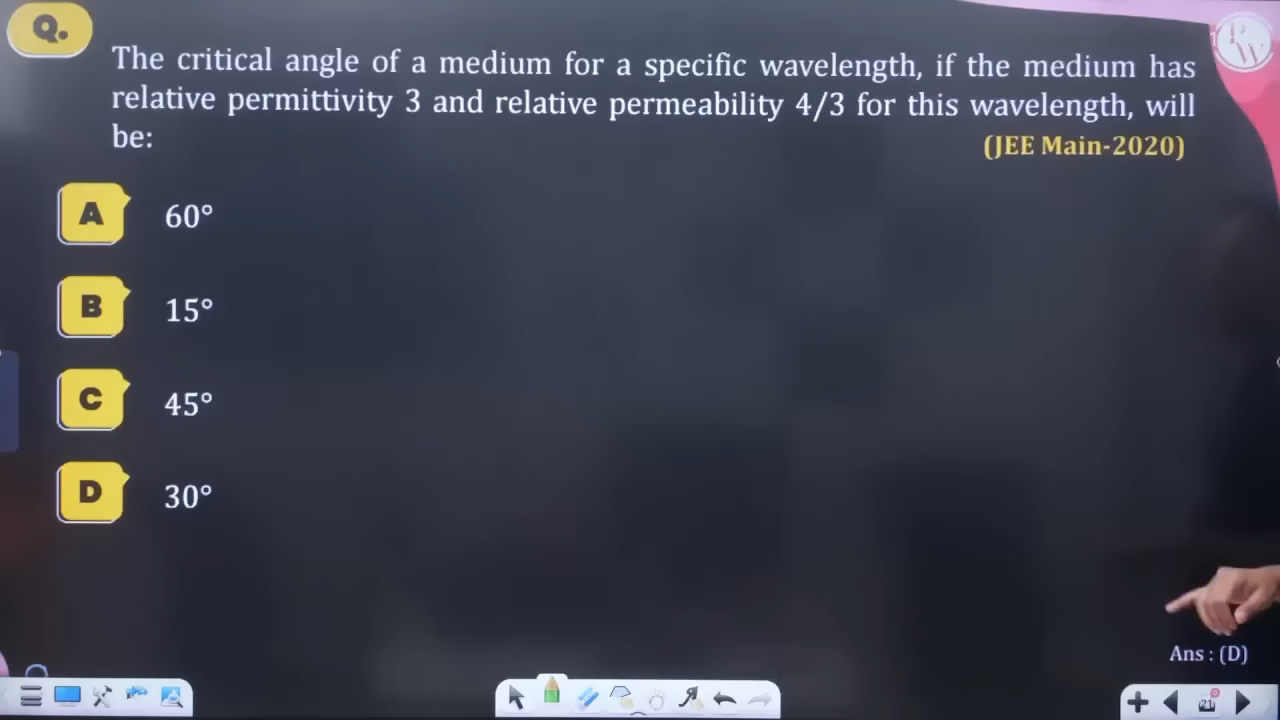 Q.
The critical angle of a medium for a specific wavelength, if the medium has
relative permittivity 3 and relative permeability 4/3 for this wavelength, will
be:
(JEE Main-2020)
A 60°
B 15°
C 45°
D 30°
Ans : (D)
21